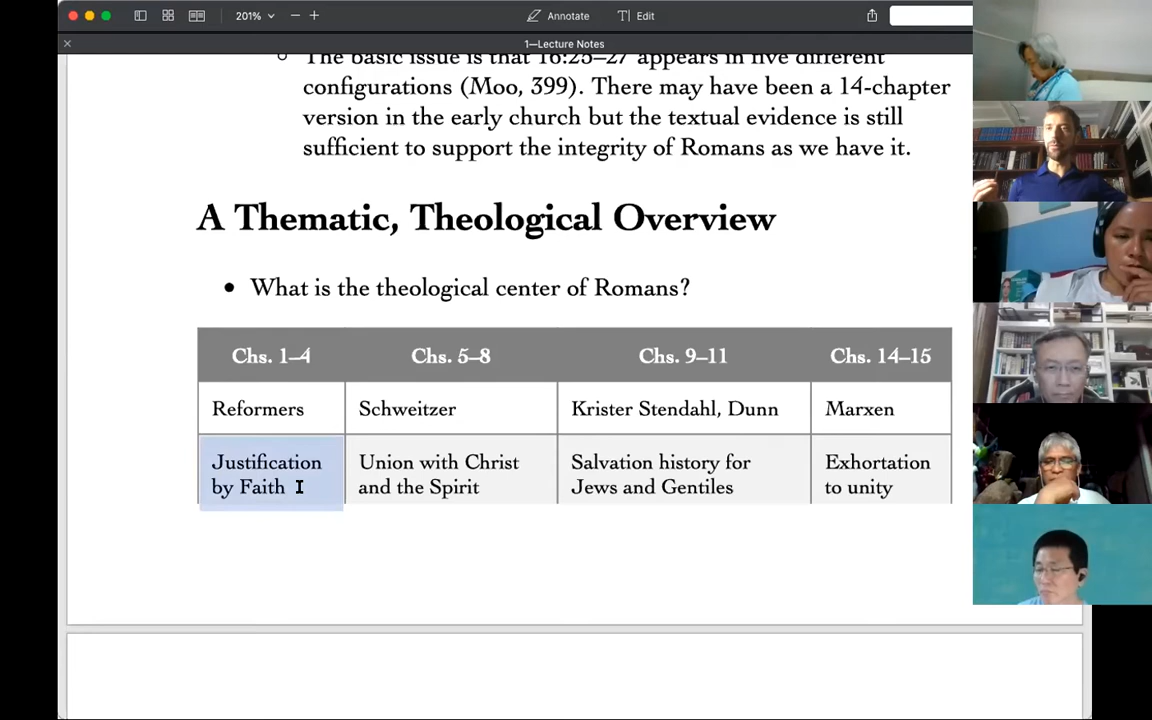 201%
Annotate
Edit
1—Lecture Notes
The basic issue is that 16:25–27 appears in five different
configurations (Moo, 399). There may have been a 14-chapter
version in the early church but the textual evidence is still
sufficient to support the integrity of Romans as we have it.
A Thematic, Theological Overview
• What is the theological center of Romans?
Chs. 1–4 Chs. 5–8 Chs. 9–11 Chs. 14–15
Reformers Schweitzer Krister Stendahl, Dunn Marxen
Justification Union with Christ Salvation history for Exhortation
by Faith and the Spirit Jews and Gentiles to unity